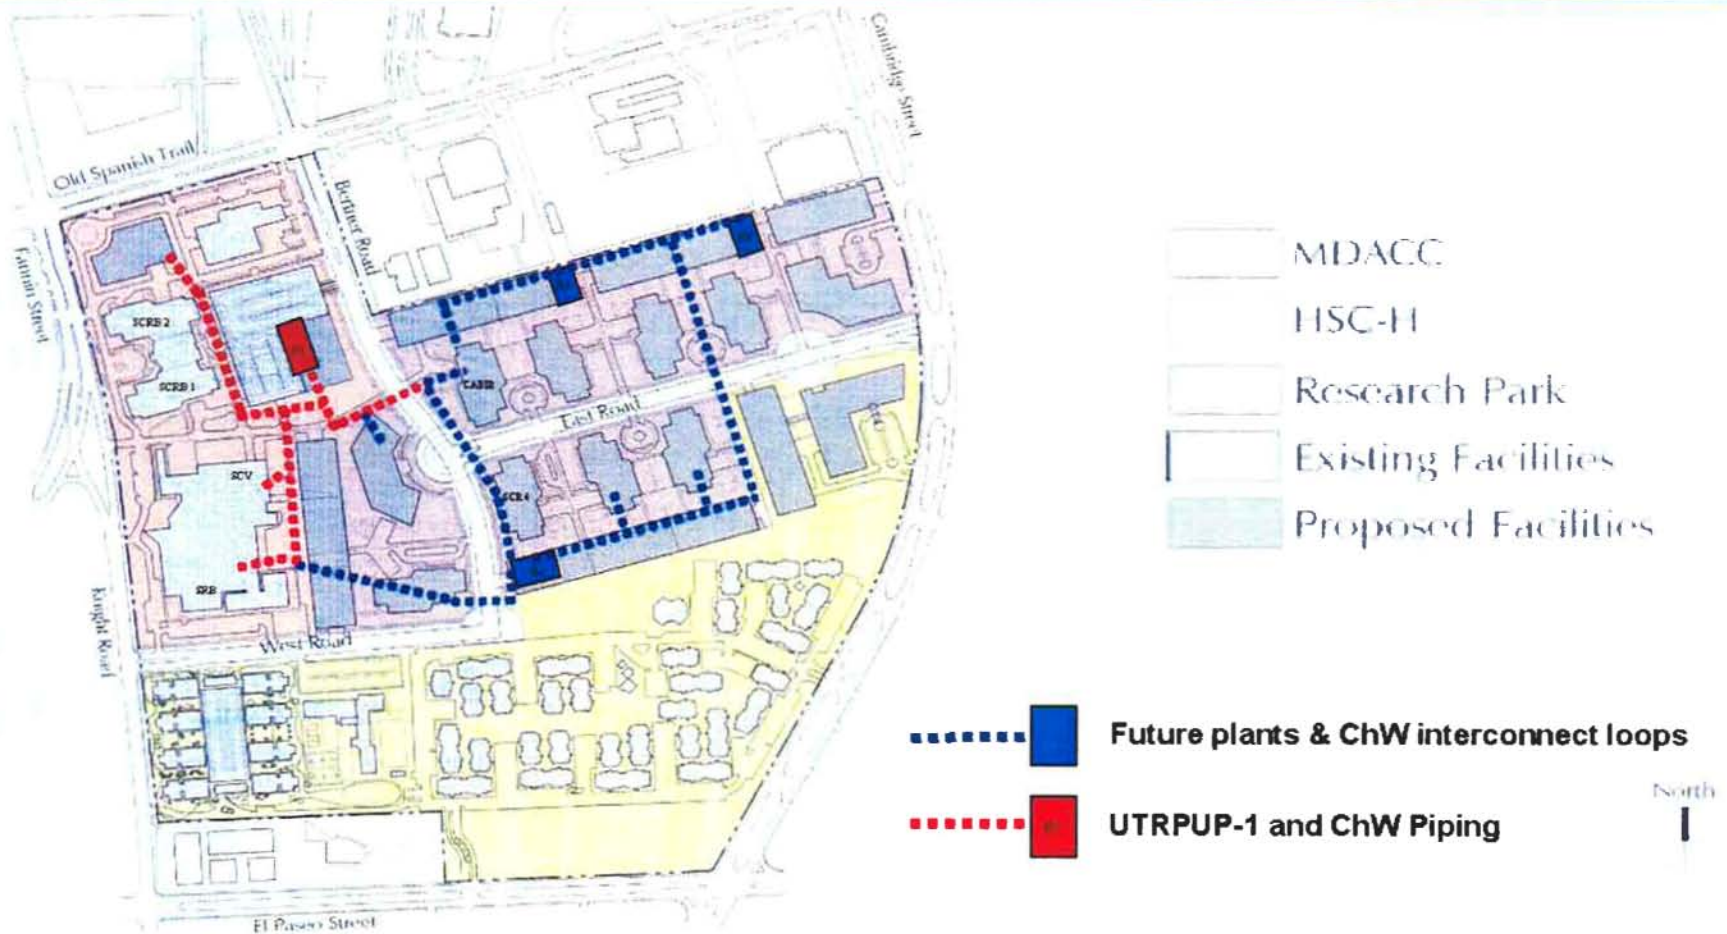 Cambridge Street
Old Spanish Trail
Bertner Road
Fannin Street
SCRB 2
SCRB 1
CABIR
East Road
SCV
SCR4
SRB
Knight Road
West Road
El Paseo Street
MDACC
HSC-H
Research Park
Existing Facilities
Proposed Facilities
Future plants & ChW interconnect loops
UTRPUP-1 and ChW Piping
North